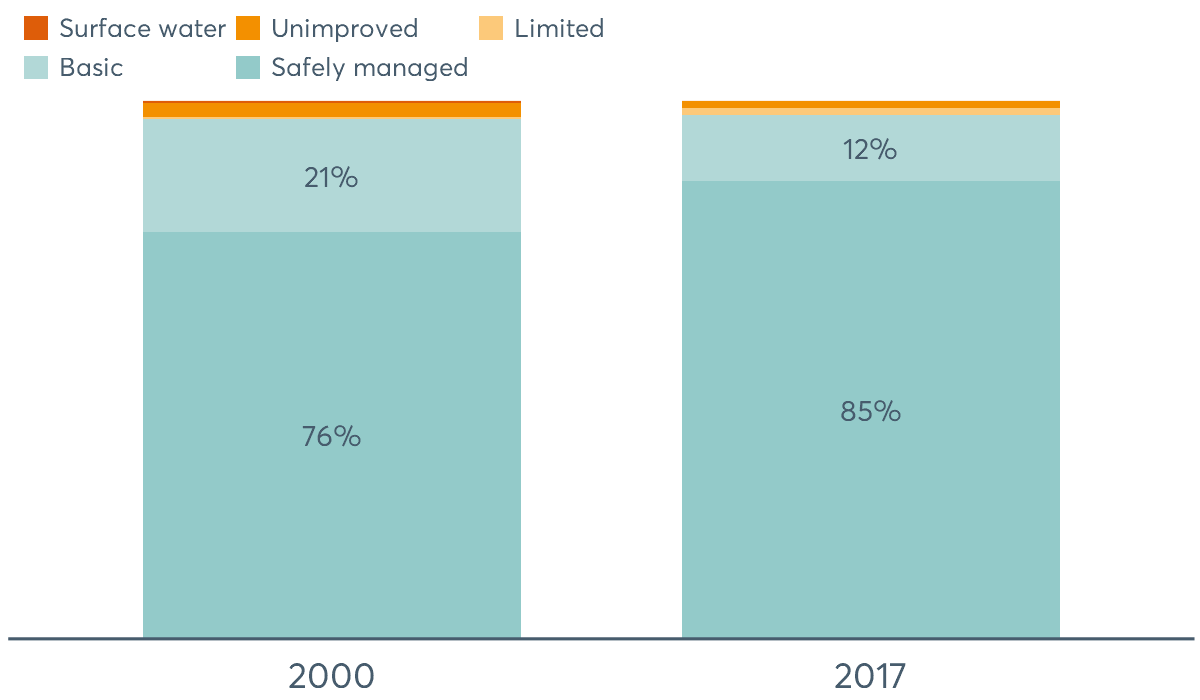 Surface water Unimproved Limited
Basic Safely managed
21%
12%
85%
76%
2000 2017